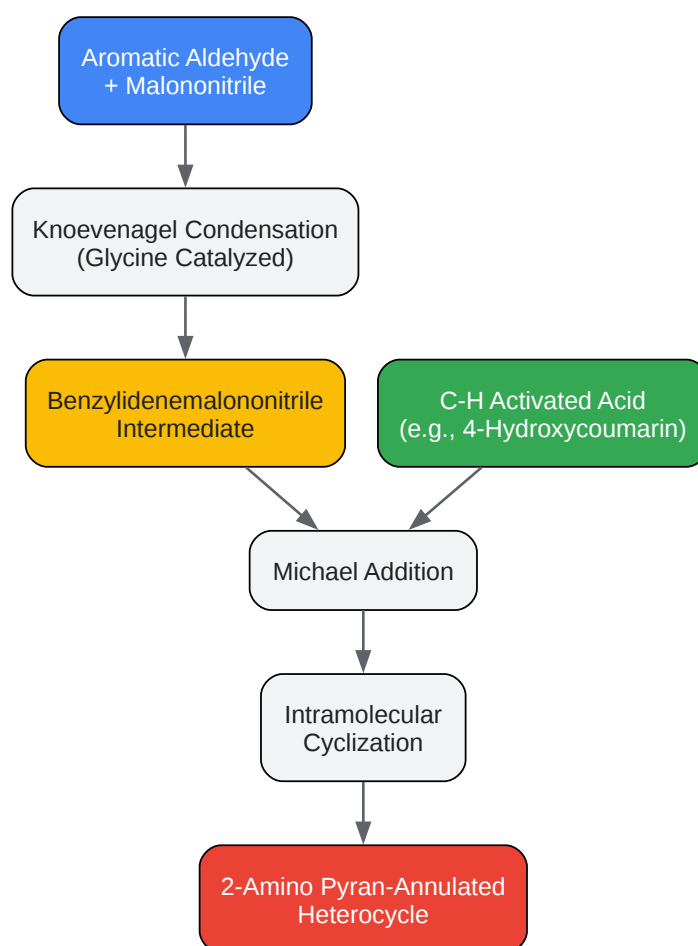 Aromatic Aldehyde
+ Malononitrile
Knoevenagel Condensation
(Glycine Catalyzed)
Benzylidenemalononitrile
Intermediate
C-H Activated Acid
(e.g., 4-Hydroxycoumarin)
Michael Addition
Intramolecular
Cyclization
2-Amino Pyran-Annulated
Heterocycle